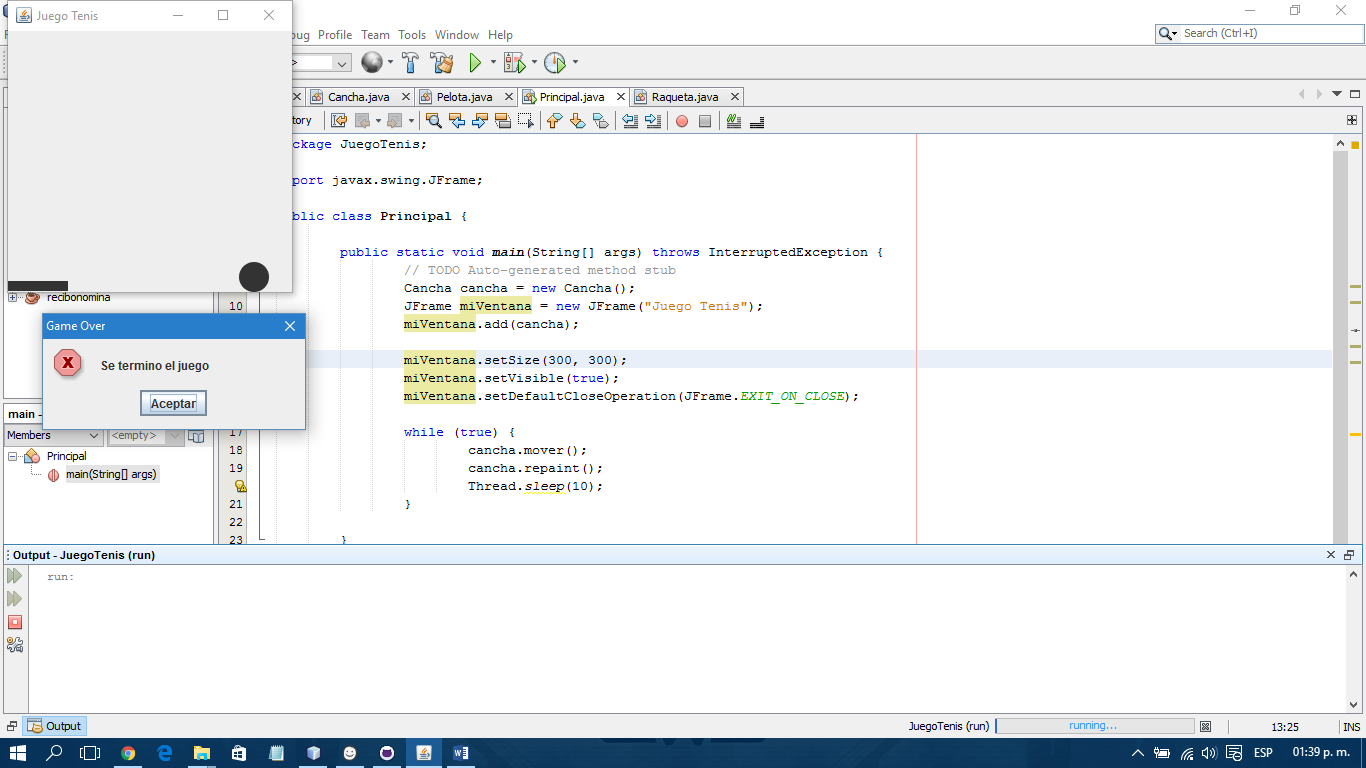 Juego Tenis
ug Profile Team Tools Window Help
Search (Ctrl+I)
>
Cancha.java Pelota.java Principal.java Raqueta.java
tory
ckage JuegoTenis;
port javax.swing.JFrame;
blic class Principal {
public static void main(String[] args) throws InterruptedException {
// TODO Auto-generated method stub
Cancha cancha = new Cancha();
recibonomina
10 JFrame miVentana = new JFrame("Juego Tenis");
miVentana.add(cancha);
Game Over
Se termino el juego
Aceptar
miVentana.setSize(300, 300);
miVentana.setVisible(true);
miVentana.setDefaultCloseOperation(JFrame.EXIT_ON_CLOSE);
main -
Members <empty>
17 while (true) {
Principal
18 cancha.mover();
main(String[] args)
19 cancha.repaint();
Thread.sleep(10);
21 }
22
23 }
Output - JuegoTenis (run)
run:
Output
JuegoTenis (run) running... 13:25 INS
ESP 01:39 p. m.